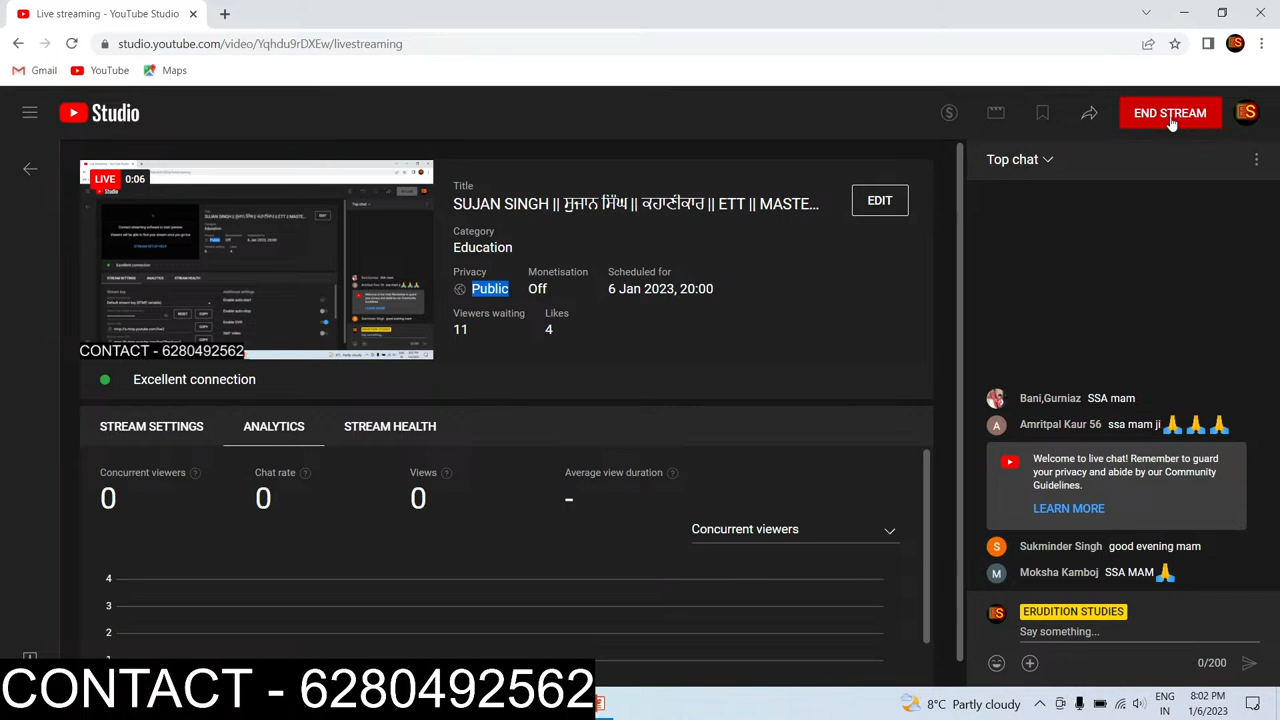 Live streaming - YouTube Studio
studio.youtube.com/video/Yqhdu9rDXEw/livestreaming
Gmail YouTube Maps
Studio
END STREAM
LIVE 0:06
CONTACT - 6280492562
Excellent connection
Title
SUJAN SINGH || ਸੁਜਾਨ ਸਿੰਘ || ਕਹਾਣੀਕਾਰ || ETT || MASTE...
EDIT
Category
Education
Privacy Monetisation Scheduled for
Public Off 6 Jan 2023, 20:00
Viewers waiting Likes
11 4
STREAM SETTINGS ANALYTICS STREAM HEALTH
Concurrent viewers Chat rate Views Average view duration
0 0 0 -
Concurrent viewers
4
3
2
1
Top chat
Bani,Gurniaz SSA mam
Amritpal Kaur 56 ssa mam ji 🙏🙏🙏
Welcome to live chat! Remember to guard
your privacy and abide by our Community
Guidelines.
LEARN MORE
Sukminder Singh good evening mam
Moksha Kamboj SSA MAM 🙏
ERUDITION STUDIES
Say something...
0/200
CONTACT - 6280492562
8°C Partly cloudy
ENG
IN
8:02 PM
1/6/2023